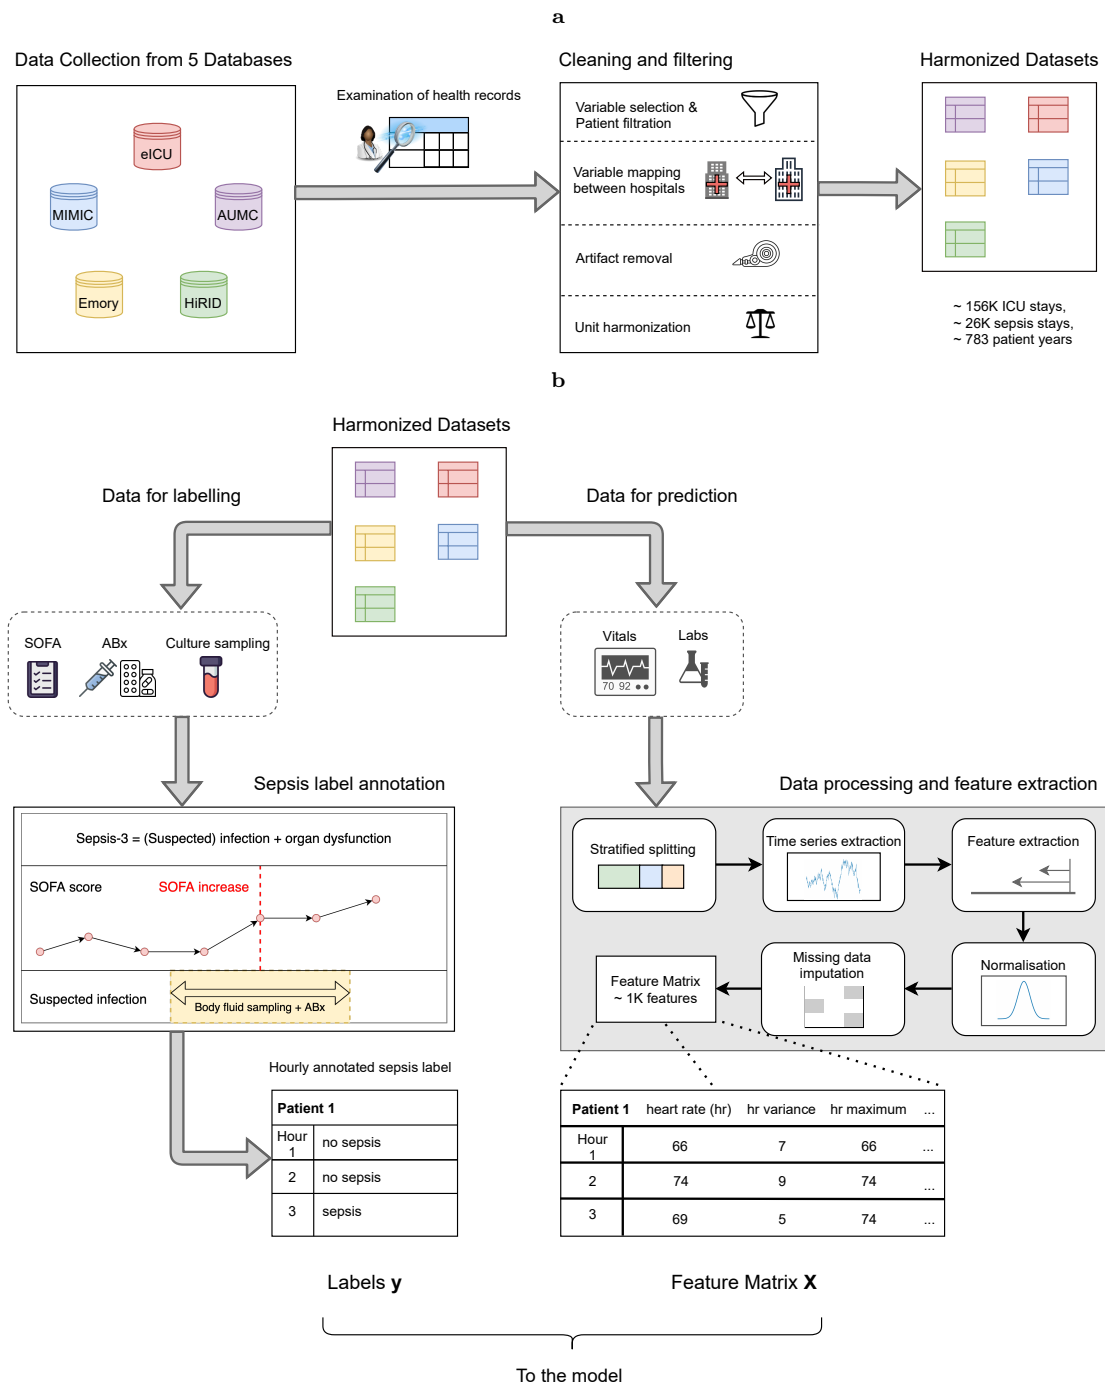 a
Data Collection from 5 Databases
eICU
MIMIC
AUMC
Emory
HiRID
Examination of health records
Cleaning and filtering
Variable selection &
Patient filtration
Variable mapping
between hospitals
Artifact removal
Unit harmonization
Harmonized Datasets
~ 156K ICU stays,
~ 26K sepsis stays,
~ 783 patient years
b
Harmonized Datasets
Data for labelling
Data for prediction
SOFA
ABx
Culture sampling
Vitals
70 92
Labs
Sepsis label annotation
Sepsis-3 = (Suspected) infection + organ dysfunction
SOFA score
SOFA increase
Suspected infection
Body fluid sampling + ABx
Hourly annotated sepsis label
Patient 1
Hour 1 no sepsis
2 no sepsis
3 sepsis
Data processing and feature extraction
Stratified splitting
Time series extraction
Feature extraction
Normalisation
Missing data
imputation
Feature Matrix
~ 1K features
Patient 1 heart rate (hr) hr variance hr maximum ...
Hour 1 66 7 66 ...
2 74 9 74 ...
3 69 5 74 ...
Labels y
Feature Matrix X
To the model